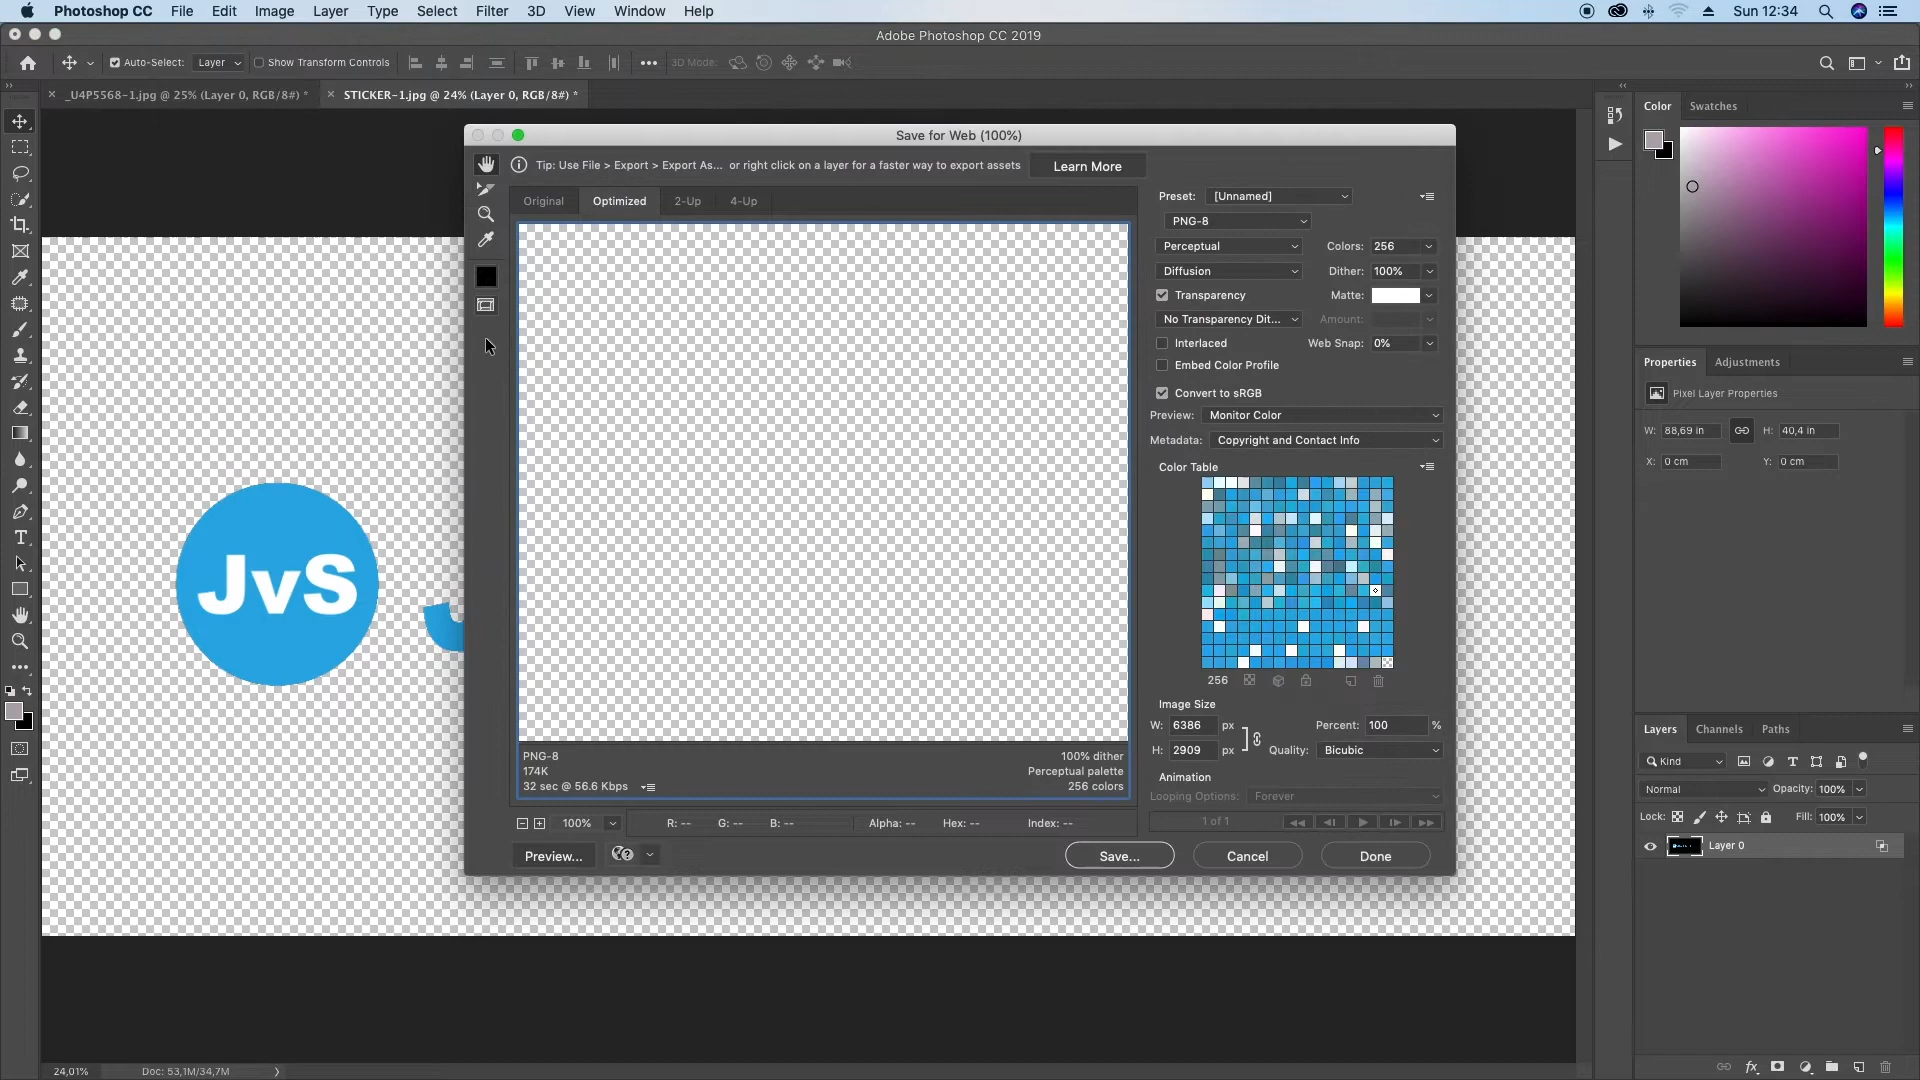 Photoshop CC File Edit Image Layer Type Select Filter 3D View Window Help Sun 12:34
Adobe Photoshop CC 2019
Auto-Select: Layer Show Transform Controls 3D Mode:
_U4P5568-1.jpg @ 25% (Layer 0, RGB/8#) * STICKER-1.jpg @ 24% (Layer 0, RGB/8#) *
Color Swatches
Save for Web (100%)
Tip: Use File > Export > Export As... or right click on a layer for a faster way to export assets Learn More
Original Optimized 2-Up 4-Up
Preset: [Unnamed]
PNG-8
Perceptual Colors: 256
Diffusion Dither: 100%
Transparency Matte:
No Transparency Dit... Amount:
Interlaced Web Snap: 0%
Embed Color Profile
Convert to sRGB
Preview: Monitor Color
Metadata: Copyright and Contact Info
Color Table
256
Image Size
W: 6386 px Percent: 100 %
H: 2909 px Quality: Bicubic
Animation
Looping Options: Forever
1 of 1
PNG-8 100% dither
174K Perceptual palette
32 sec @ 56.6 Kbps 256 colors
100% R: -- G: -- B: -- Alpha: -- Hex: -- Index: --
Preview... Save... Cancel Done
JvS
Properties Adjustments
Pixel Layer Properties
W: 88,69 in H: 40,4 in
X: 0 cm Y: 0 cm
Layers Channels Paths
Kind
Normal Opacity: 100%
Lock: Fill: 100%
Layer 0
24,01% Doc: 53,1M/34,7M